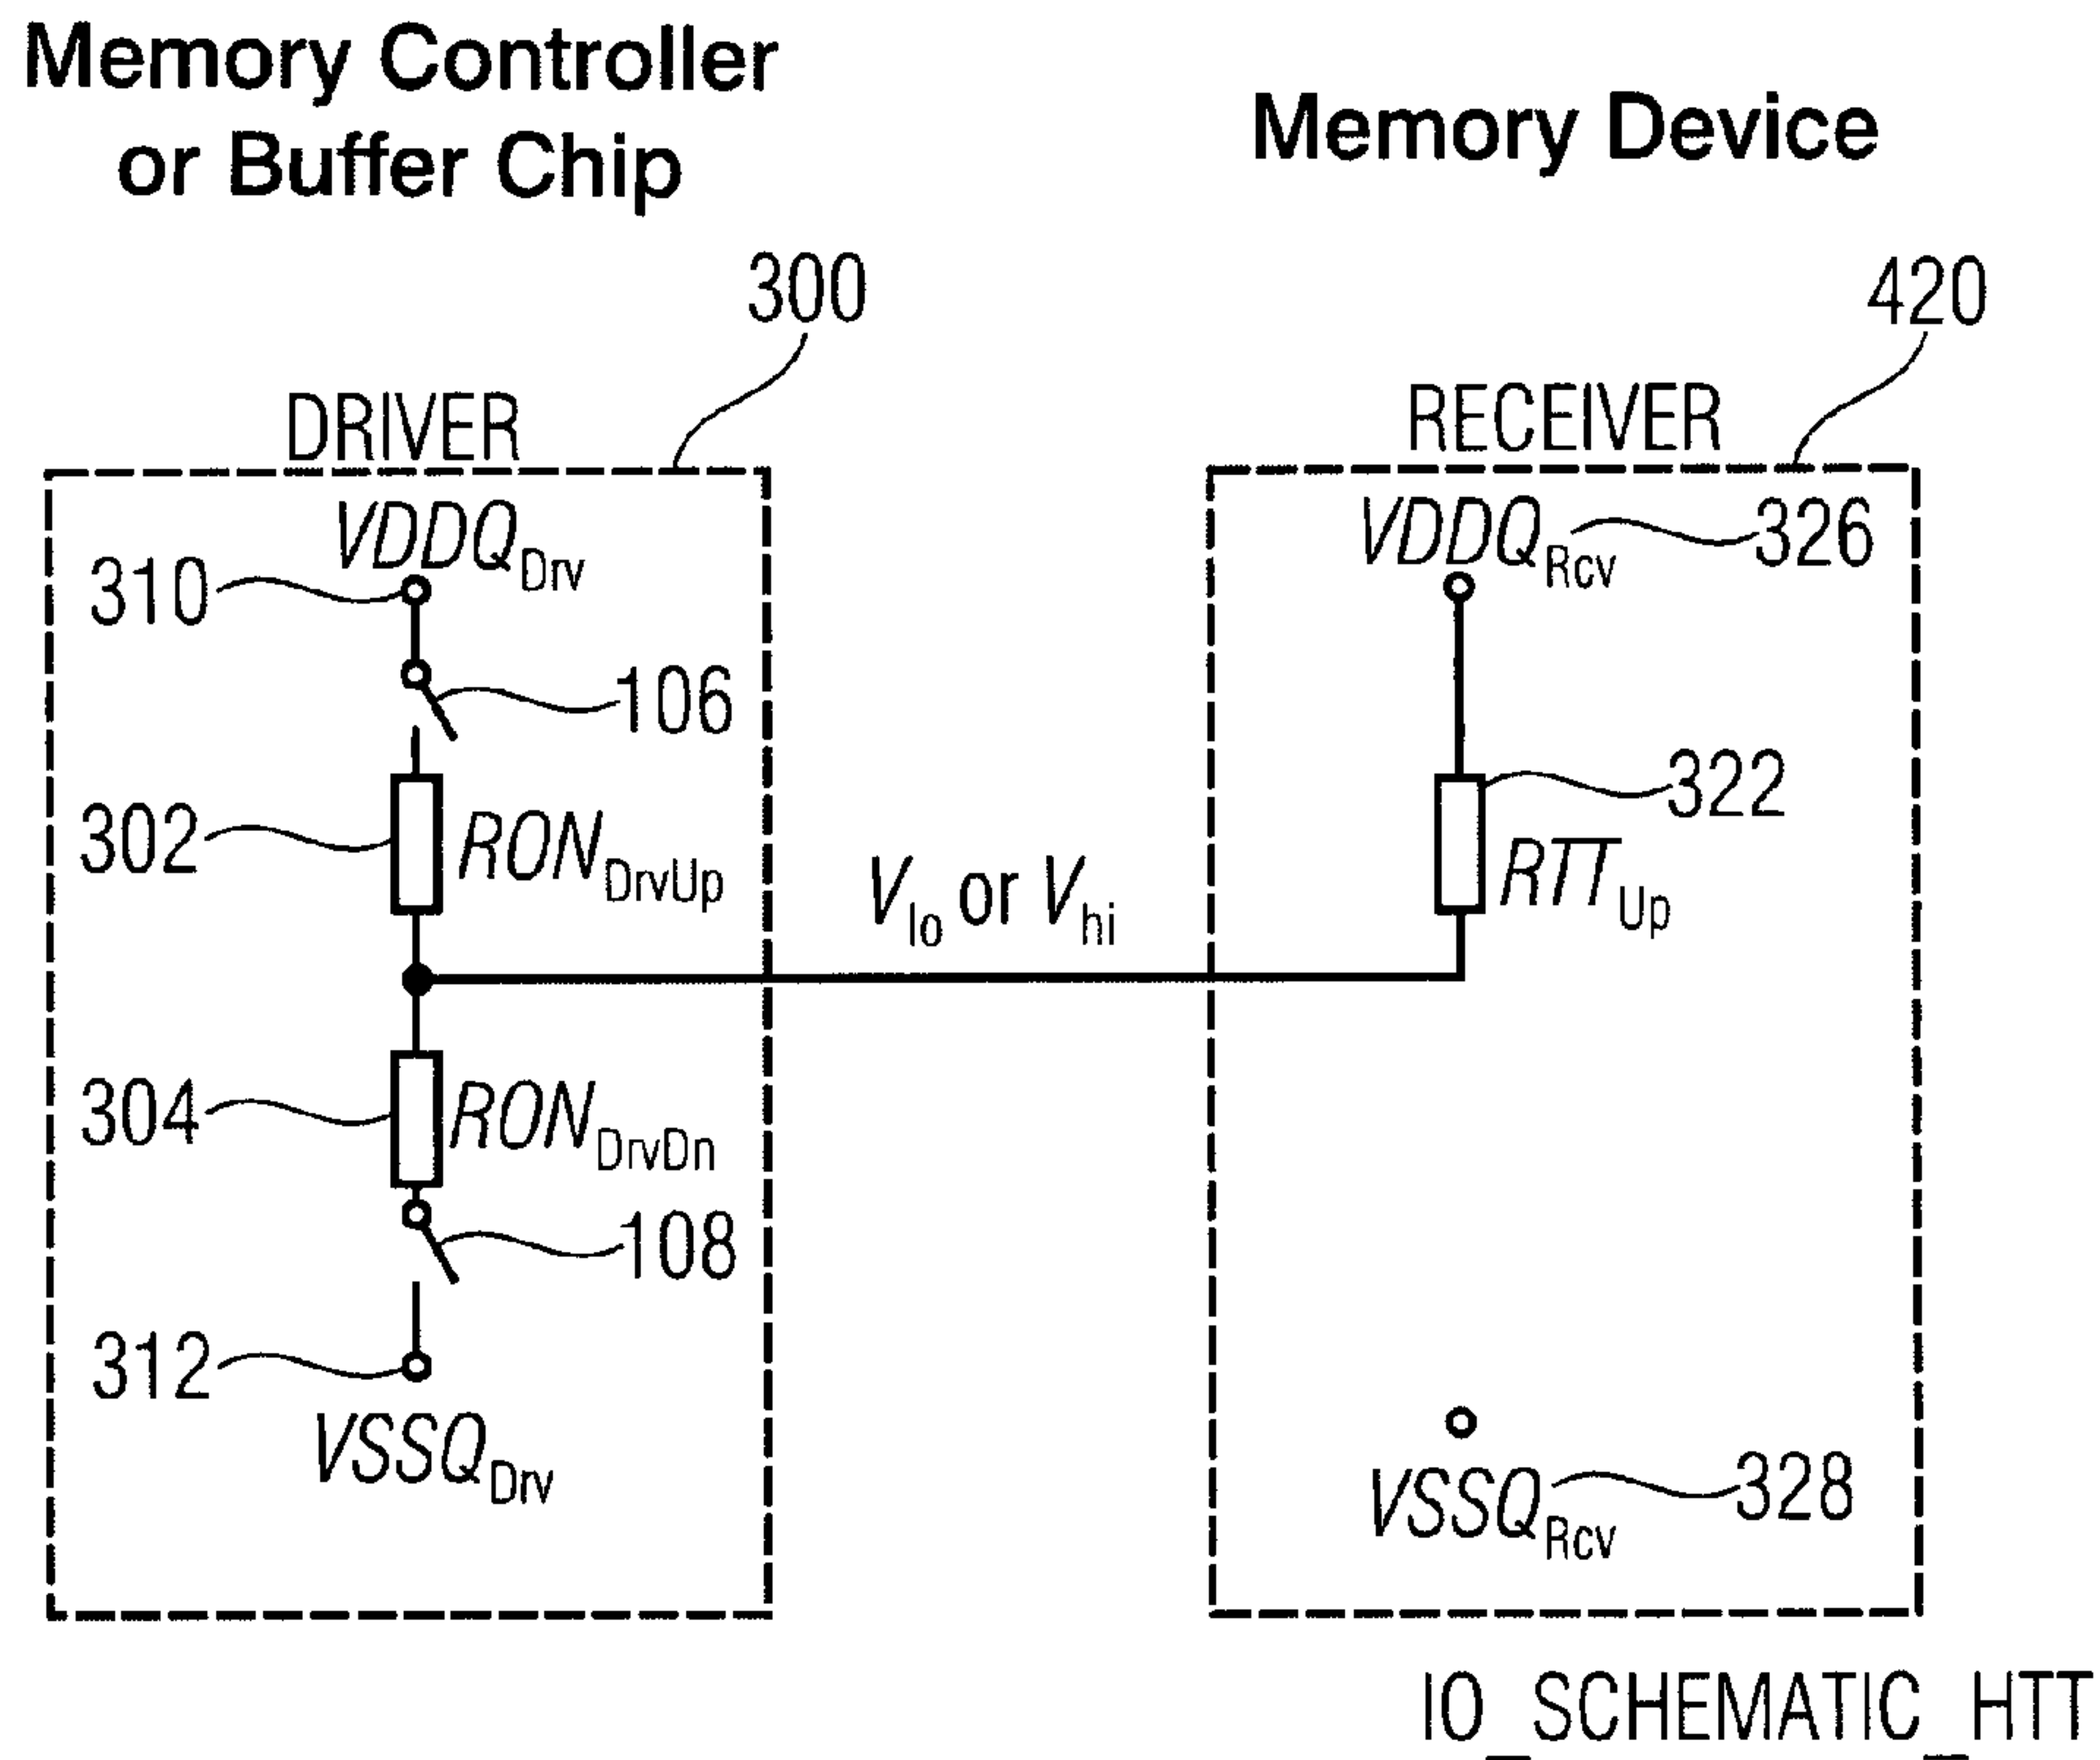 Memory Controller
or Buffer Chip
Memory Device
300
420
DRIVER
RECEIVER
VDDQDrv
VDDQRcv
326
310
106
302
RONDrvUp
322
RTTUp
Vlo or Vhi
304
RONDrvDn
108
312
VSSQDrv
VSSQRcv
328
IO_SCHEMATIC_HTT